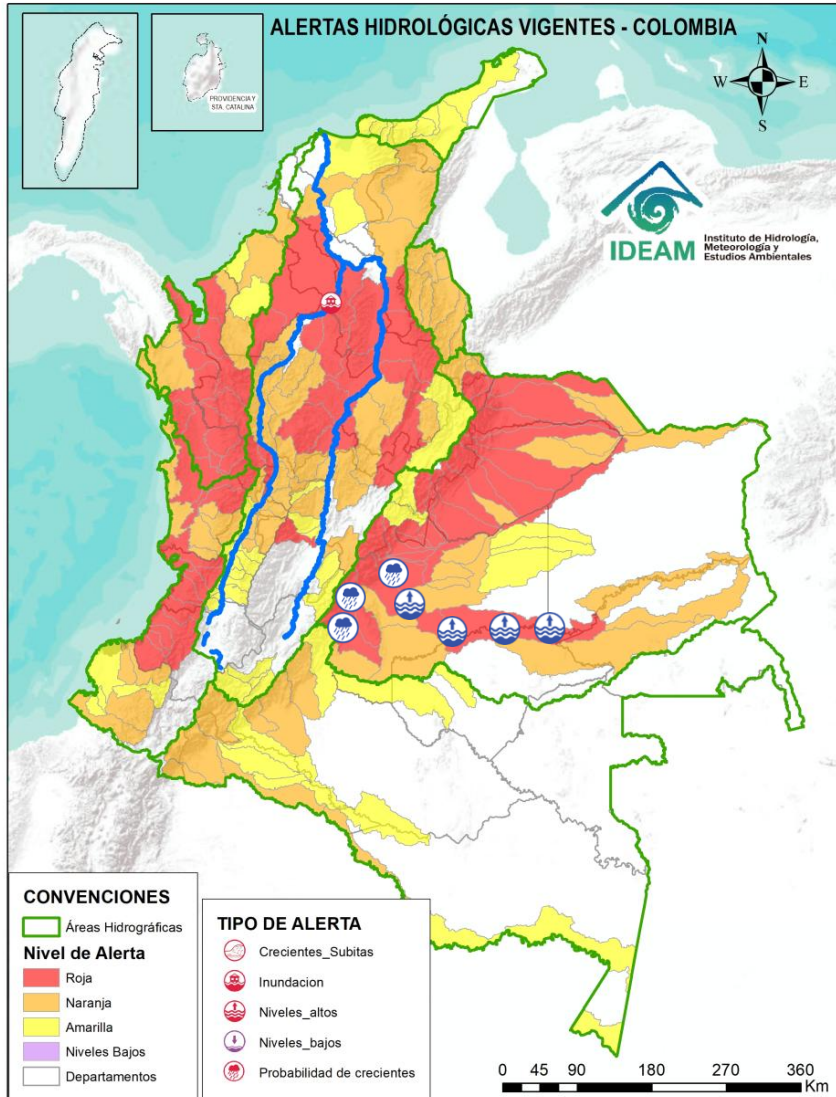 ALERTAS HIDROLÓGICAS VIGENTES - COLOMBIA
PROVIDENCIA Y
STA. CATALINA
N
W
E
S
IDEAM
Instituto de Hidrología,
Meteorología y
Estudios Ambientales
CONVENCIONES
Áreas Hidrográficas
Nivel de Alerta
Roja
Naranja
Amarilla
Niveles Bajos
Departamentos
TIPO DE ALERTA
Crecientes_Subitas
Inundacion
Niveles_altos
Niveles_bajos
Probabilidad de crecientes
0 45 90 180 270 360
Km